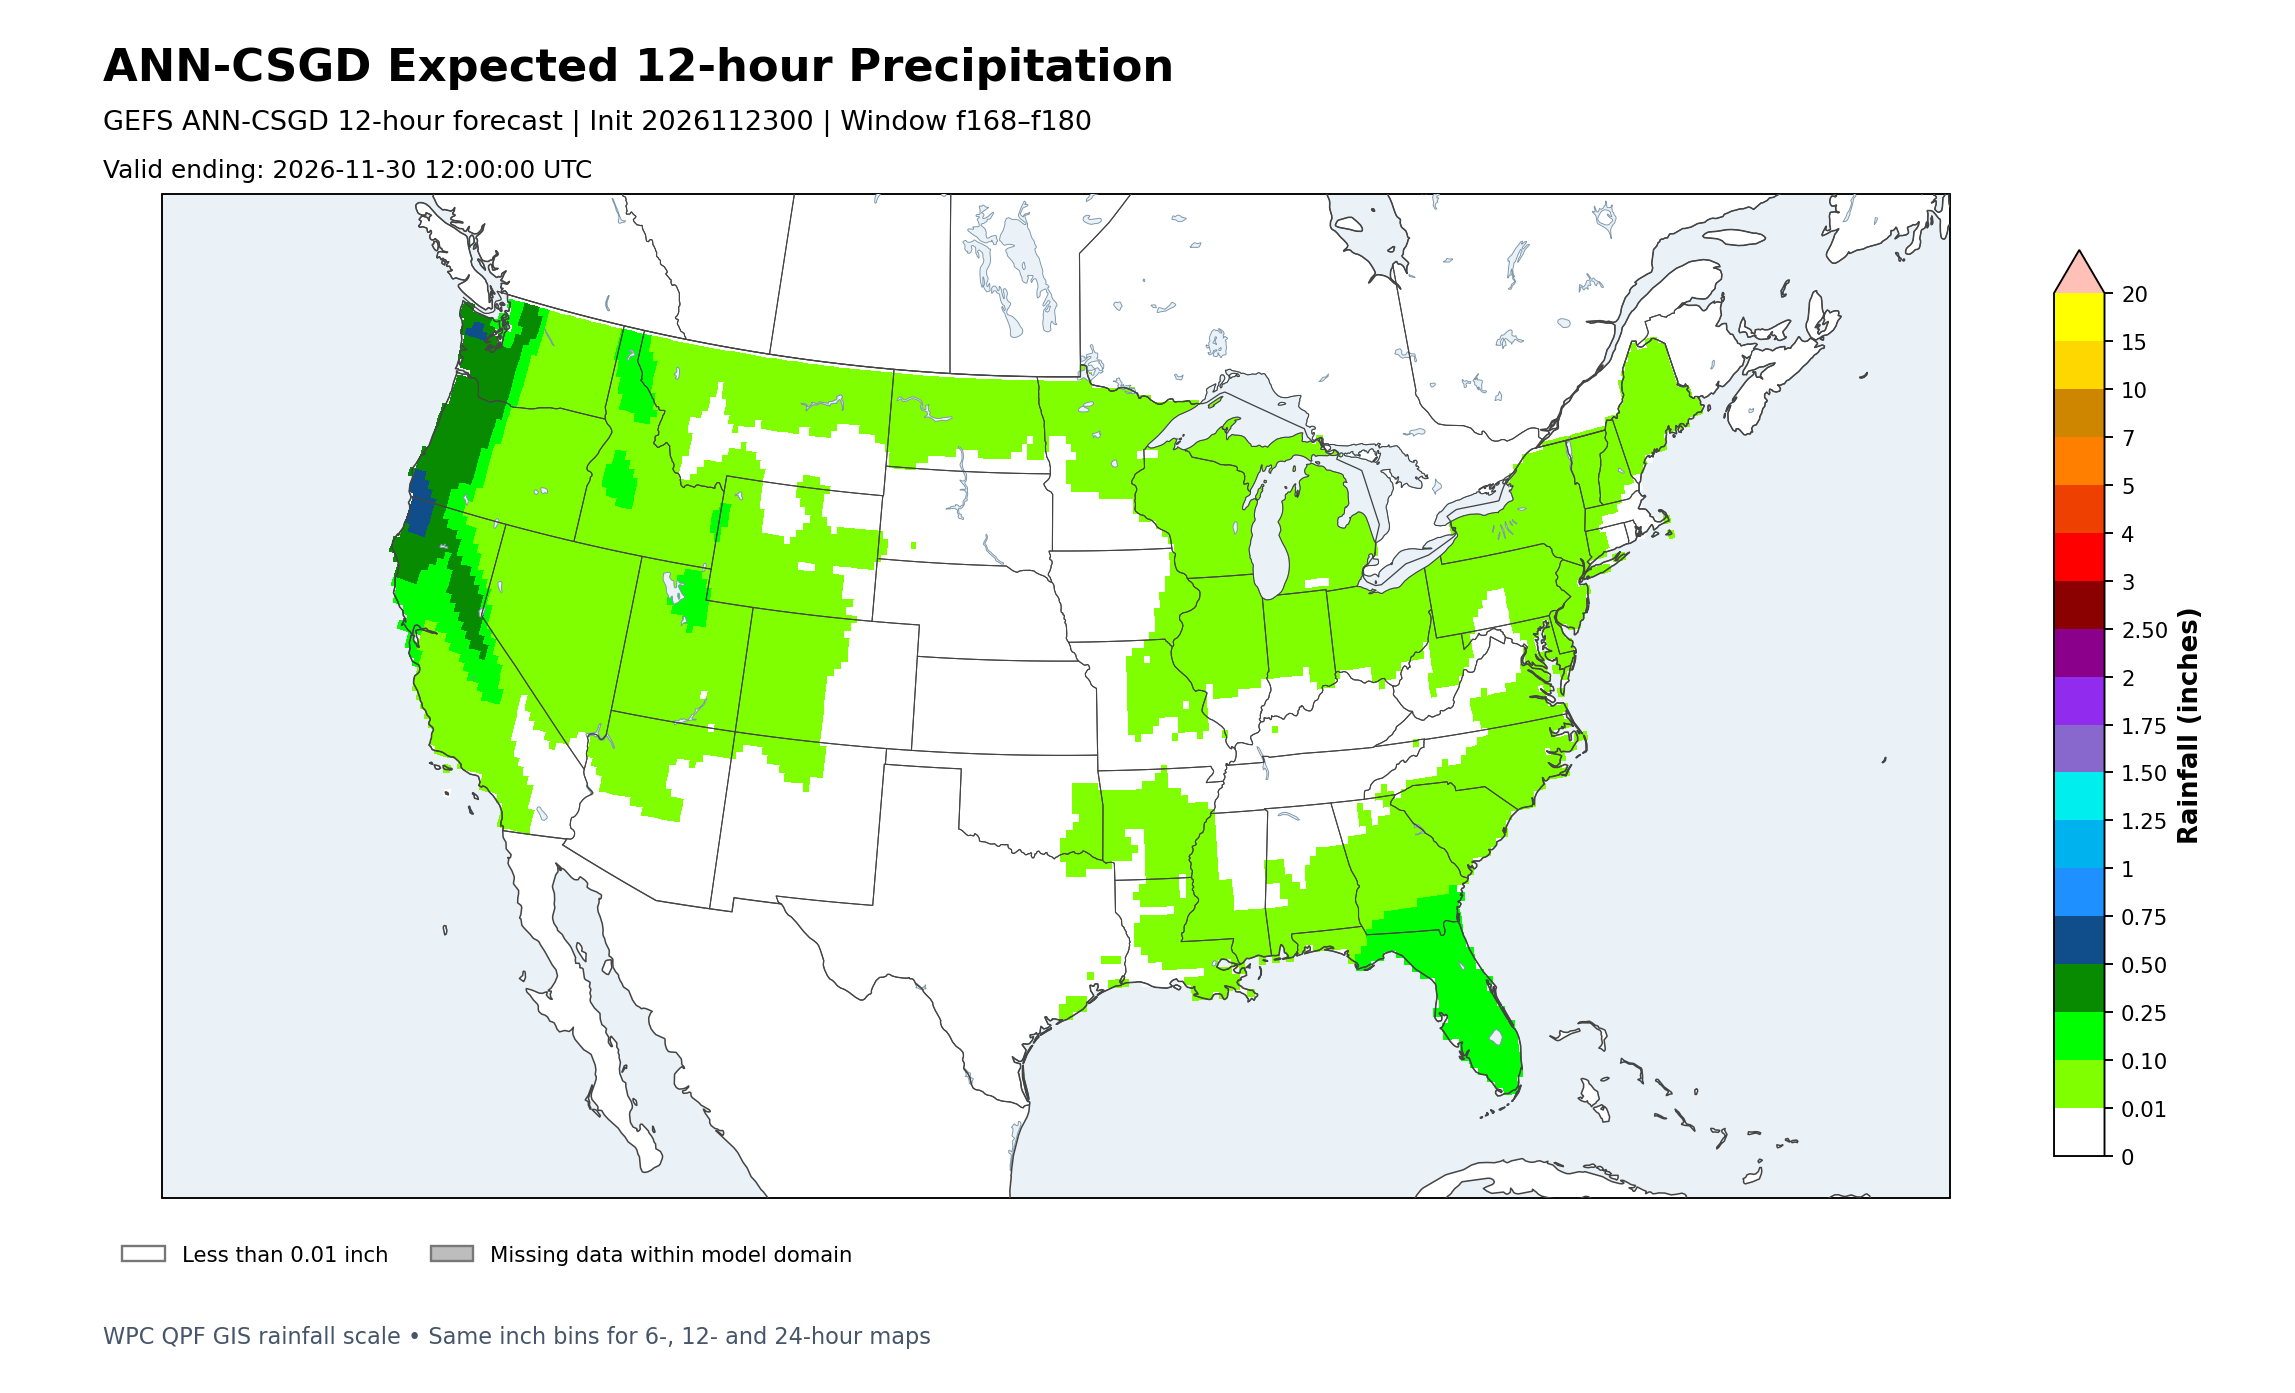 ANN-CSGD Expected 12-hour Precipitation
GEFS ANN-CSGD 12-hour forecast | Init 2026112300 | Window f168–f180
Valid ending: 2026-11-30 12:00:00 UTC
20
15
10
7
5
4
3
2.50
2
1.75
1.50
1.25
1
0.75
0.50
0.25
0.10
0.01
0
Rainfall (inches)
Less than 0.01 inch
Missing data within model domain
WPC QPF GIS rainfall scale • Same inch bins for 6-, 12- and 24-hour maps